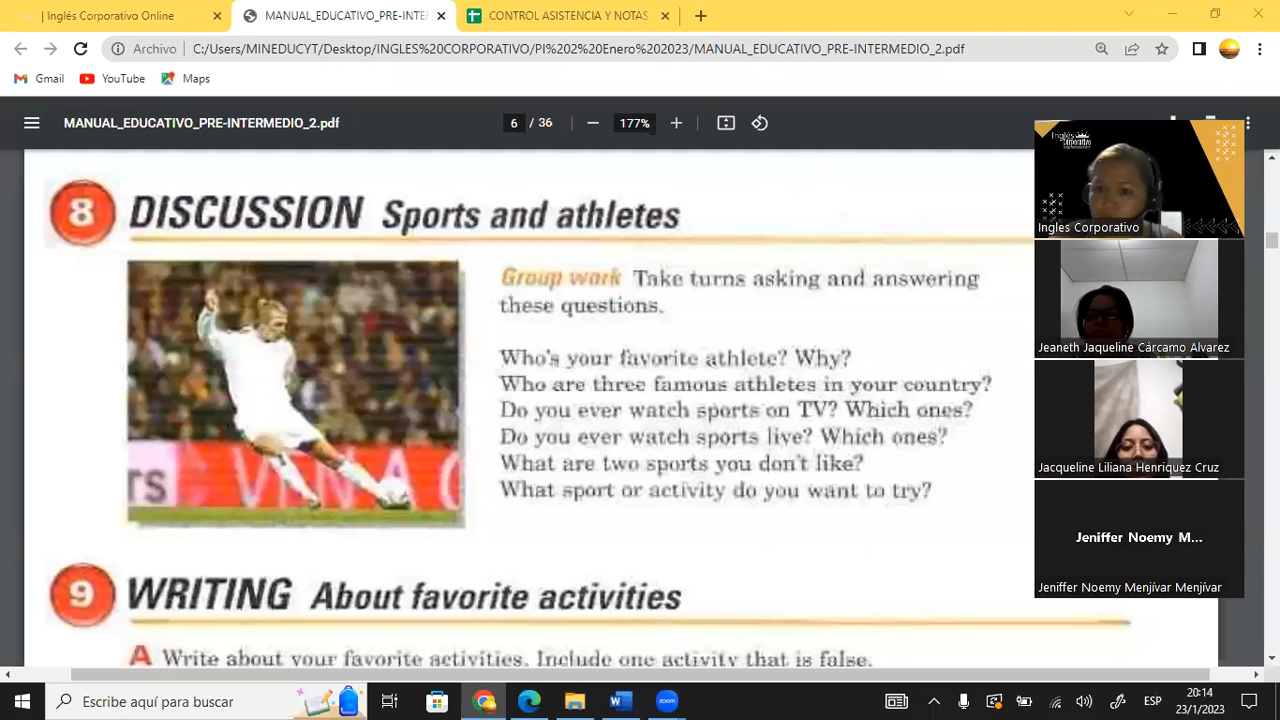 | Inglés Corporativo Online
MANUAL_EDUCATIVO_PRE-INTER
CONTROL ASISTENCIA Y NOTAS
Archivo
C:/Users/MINEDUCYT/Desktop/INGLES%20CORPORATIVO/PI%202%20Enero%202023/MANUAL_EDUCATIVO_PRE-INTERMEDIO_2.pdf
Gmail
YouTube
Maps
MANUAL_EDUCATIVO_PRE-INTERMEDIO_2.pdf
6 / 36
177%
8 DISCUSSION Sports and athletes
Group work Take turns asking and answering
these questions.
Who's your favorite athlete? Why?
Who are three famous athletes in your country?
Do you ever watch sports on TV? Which ones?
Do you ever watch sports live? Which ones?
What are two sports you don't like?
What sport or activity do you want to try?
9 WRITING About favorite activities
A Write about your favorite activities. Include one activity that is false.
Inglés
Corporativo
Ingles Corporativo
Jeaneth Jaqueline Cárcamo Alvarez
Jacqueline Liliana Henriquez Cruz
Jeniffer Noemy M...
Jeniffer Noemy Menjívar Menjívar
Escribe aquí para buscar
ESP
20:14
23/1/2023